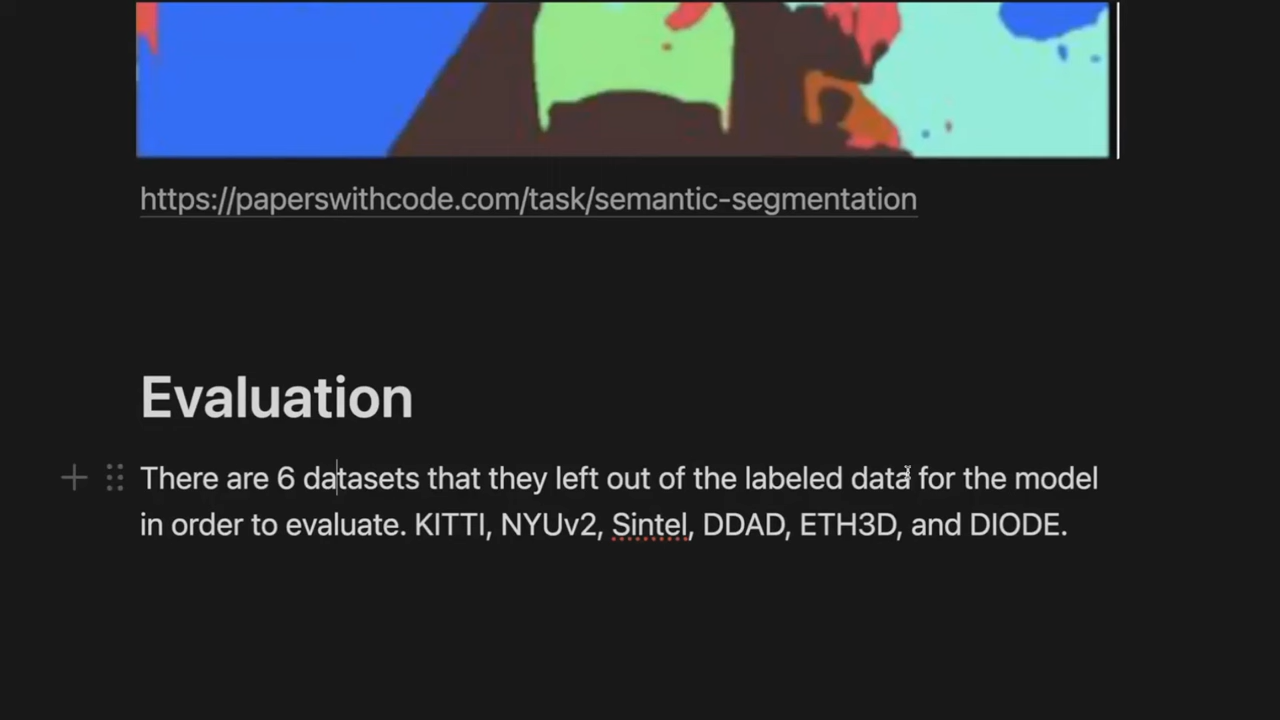 https://paperswithcode.com/task/semantic-segmentation
Evaluation
There are 6 datasets that they left out of the labeled data for the model
in order to evaluate. KITTI, NYUv2, Sintel, DDAD, ETH3D, and DIODE.